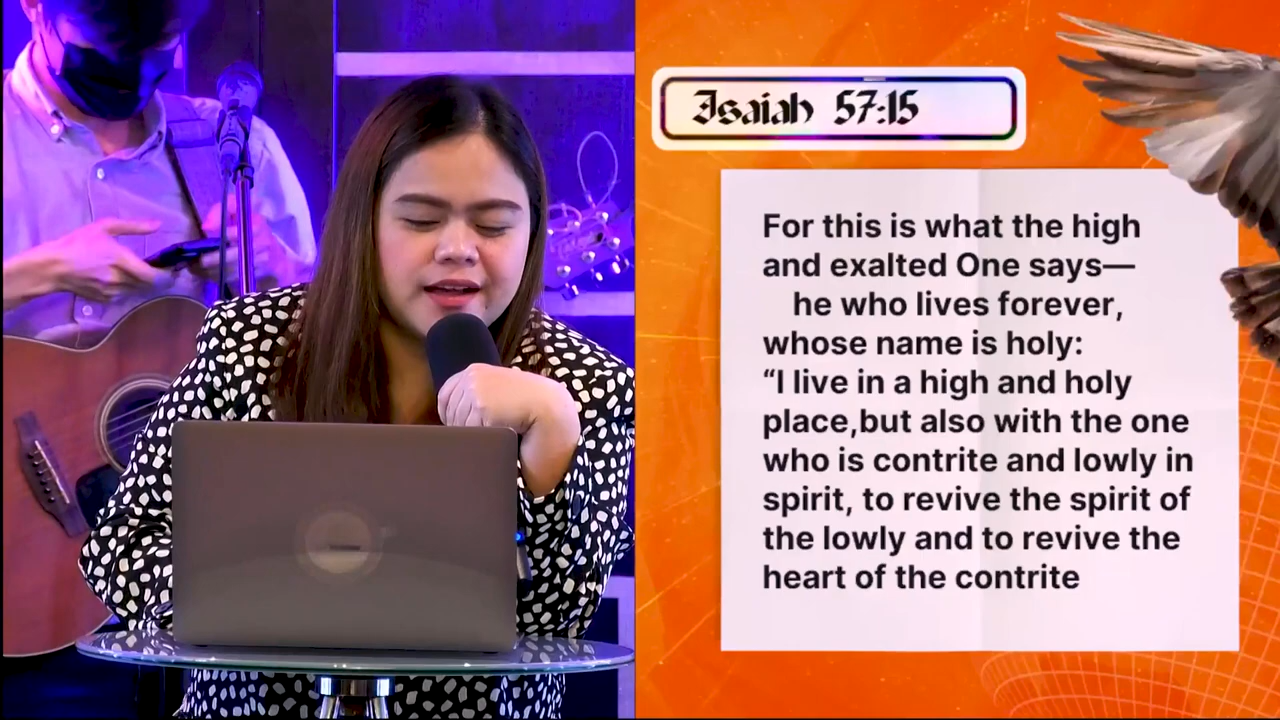 Isaiah 57:15
For this is what the high
and exalted One says—
he who lives forever,
whose name is holy:
“I live in a high and holy
place,but also with the one
who is contrite and lowly in
spirit, to revive the spirit of
the lowly and to revive the
heart of the contrite